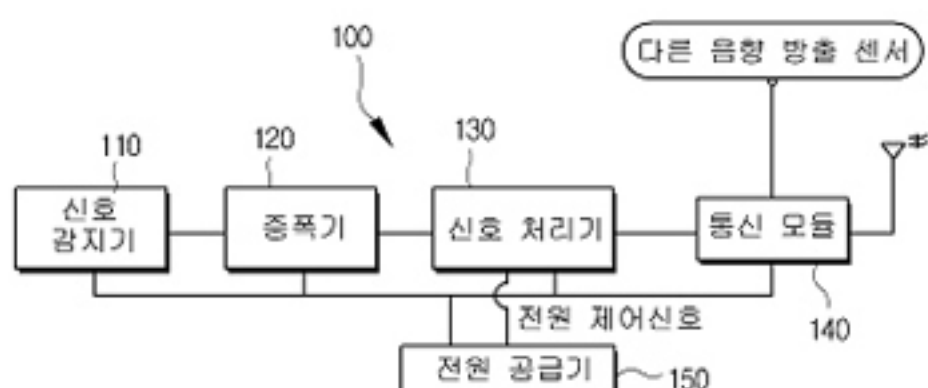 100
다른 음향 방출 센서
110
120
130
신호
감지기
증폭기
신호 처리기
통신 모듈
전원 제어신호
140
전원 공급기
150